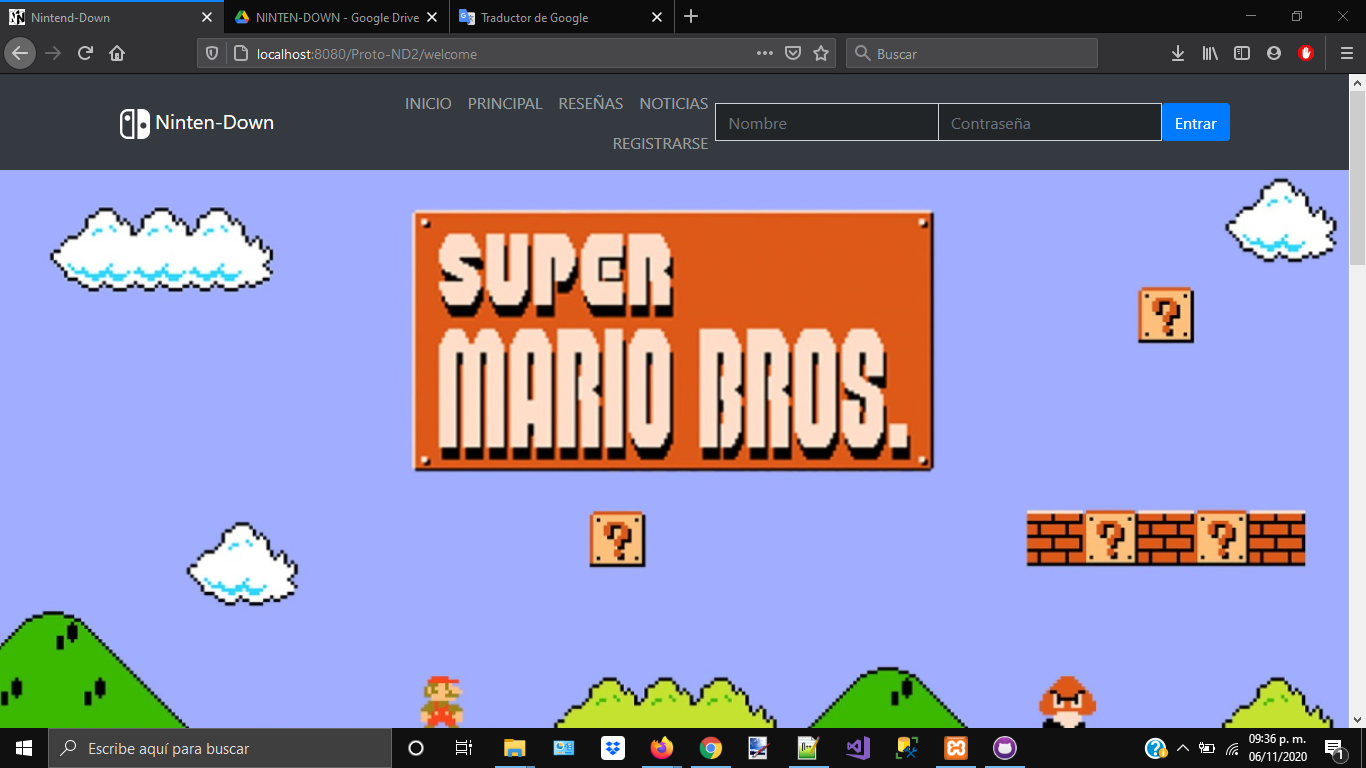 Nintend-Down
NINTEN-DOWN - Google Drive
Traductor de Google
localhost:8080/Proto-ND2/welcome
Buscar
Ninten-Down
INICIO PRINCIPAL RESEÑAS NOTICIAS
REGISTRARSE
Nombre
Contraseña
Entrar
SUPER
MARIO BROS.
?
?
? ?
Escribe aquí para buscar
09:36 p. m.
06/11/2020
1